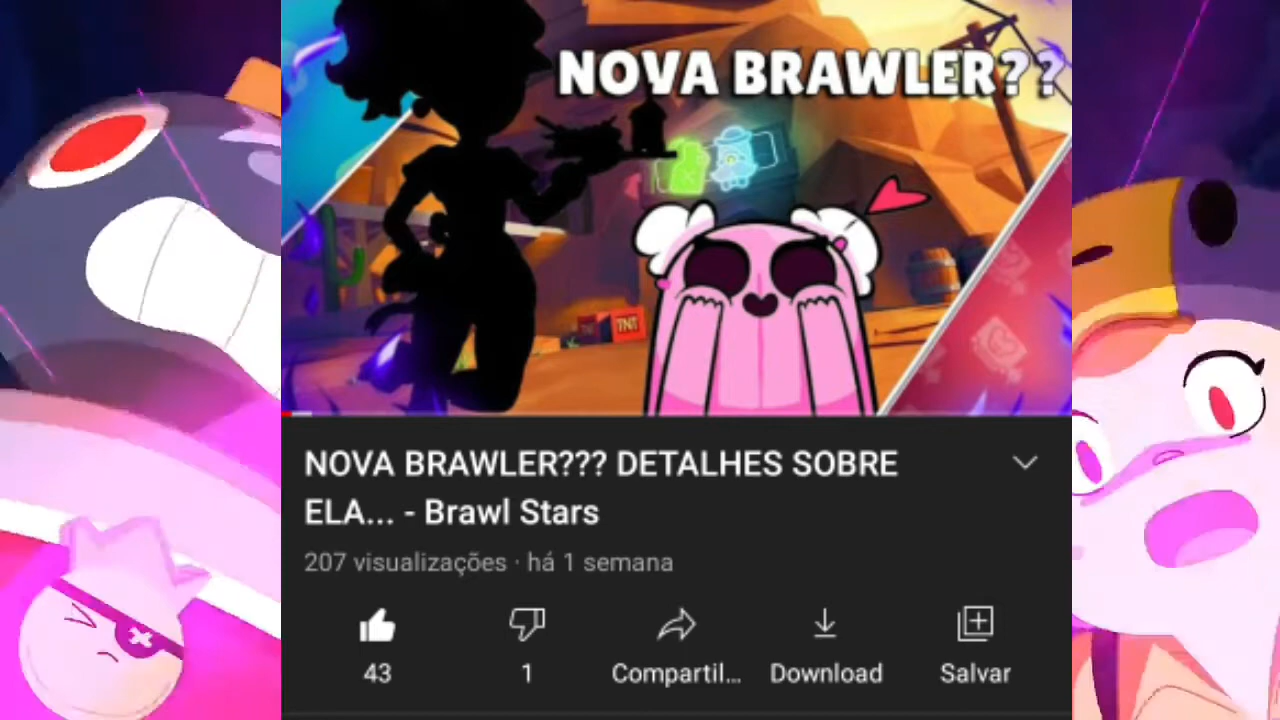 NOVA BRAWLER??
TNT
TNT
NOVA BRAWLER??? DETALHES SOBRE
ELA... - Brawl Stars
207 visualizações · há 1 semana
43
1
Compartil...
Download
Salvar